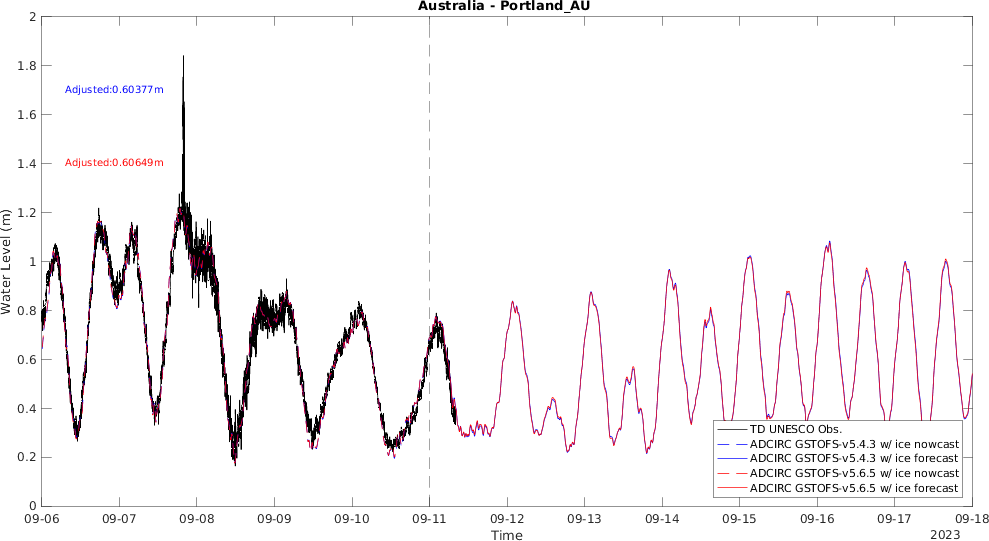 Australia - Portland_AU
2
1.8
1.6
1.4
1.2
1
0.8
0.6
0.4
0.2
0
Water Level (m)
Adjusted:0.60377m
Adjusted:0.60649m
TD UNESCO Obs.
ADCIRC GSTOFS-v5.4.3 w/ ice nowcast
ADCIRC GSTOFS-v5.4.3 w/ ice forecast
ADCIRC GSTOFS-v5.6.5 w/ ice nowcast
ADCIRC GSTOFS-v5.6.5 w/ ice forecast
09-06 09-07 09-08 09-09 09-10 09-11 09-12 09-13 09-14 09-15 09-16 09-17 09-18
Time
2023